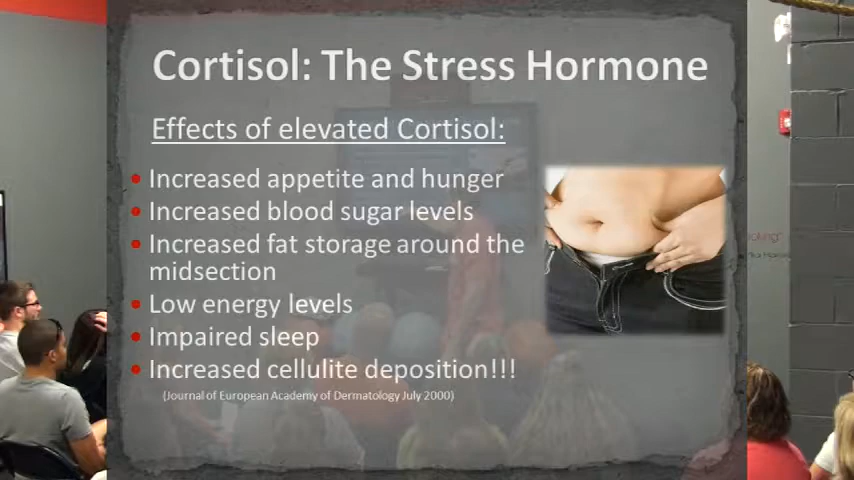 Cortisol: The Stress Hormone
Effects of elevated Cortisol:
• Increased appetite and hunger
• Increased blood sugar levels
• Increased fat storage around the
midsection
• Low energy levels
• Impaired sleep
• Increased cellulite deposition!!!
(Journal of European Academy of Dermatology July 2000)